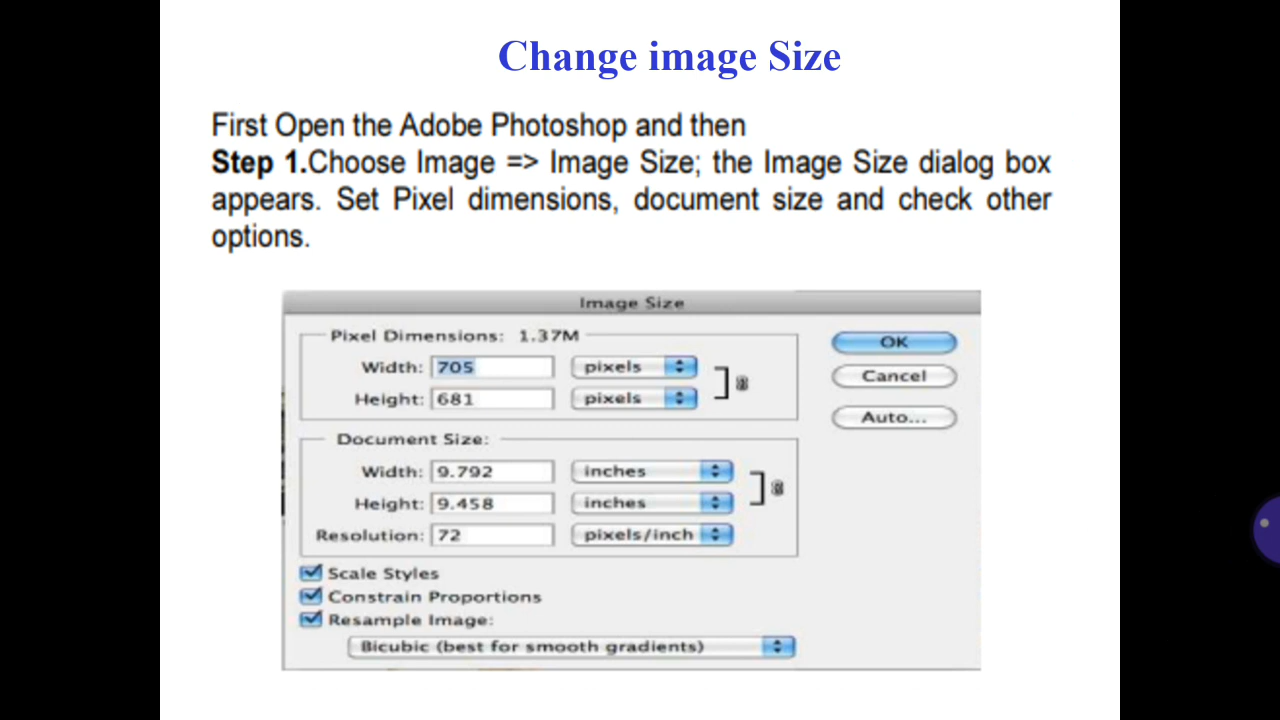 Change image Size
First Open the Adobe Photoshop and then
Step 1.Choose Image => Image Size; the Image Size dialog box
appears. Set Pixel dimensions, document size and check other
options.
Image Size
Pixel Dimensions: 1.37M
Width: 705 pixels
Height: 681 pixels
OK
Cancel
Auto...
Document Size:
Width: 9.792 inches
Height: 9.458 inches
Resolution: 72 pixels/inch
Scale Styles
Constrain Proportions
Resample Image:
Bicubic (best for smooth gradients)